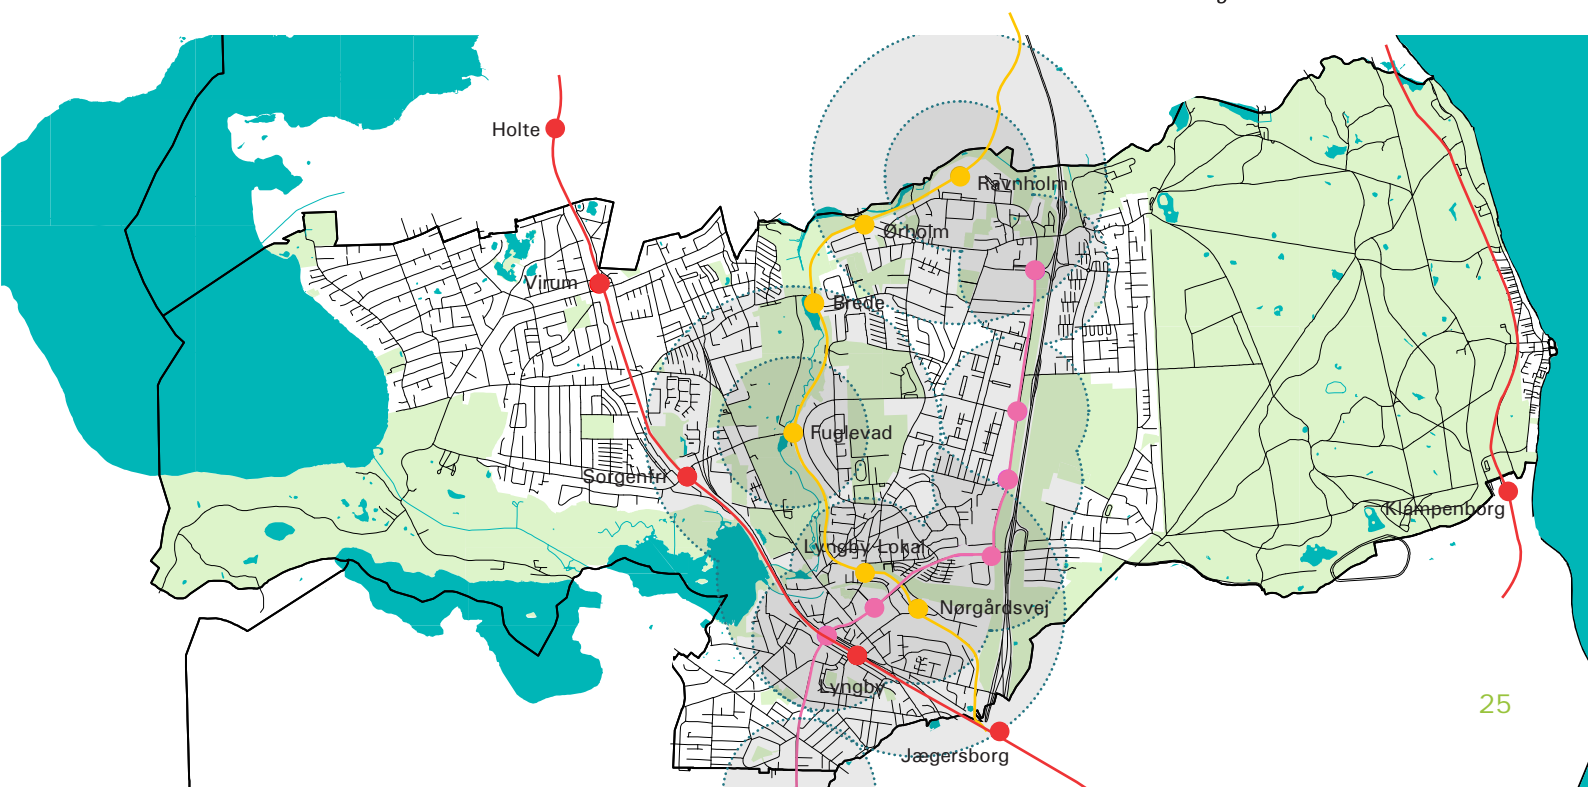 Holte
Ravnholm
Ørholm
Virum
Brede
Fuglevad
Sorgenfri
Klampenborg
Lyngby Lokal
Nørgårdsvej
Lyngby
25
Jægersborg